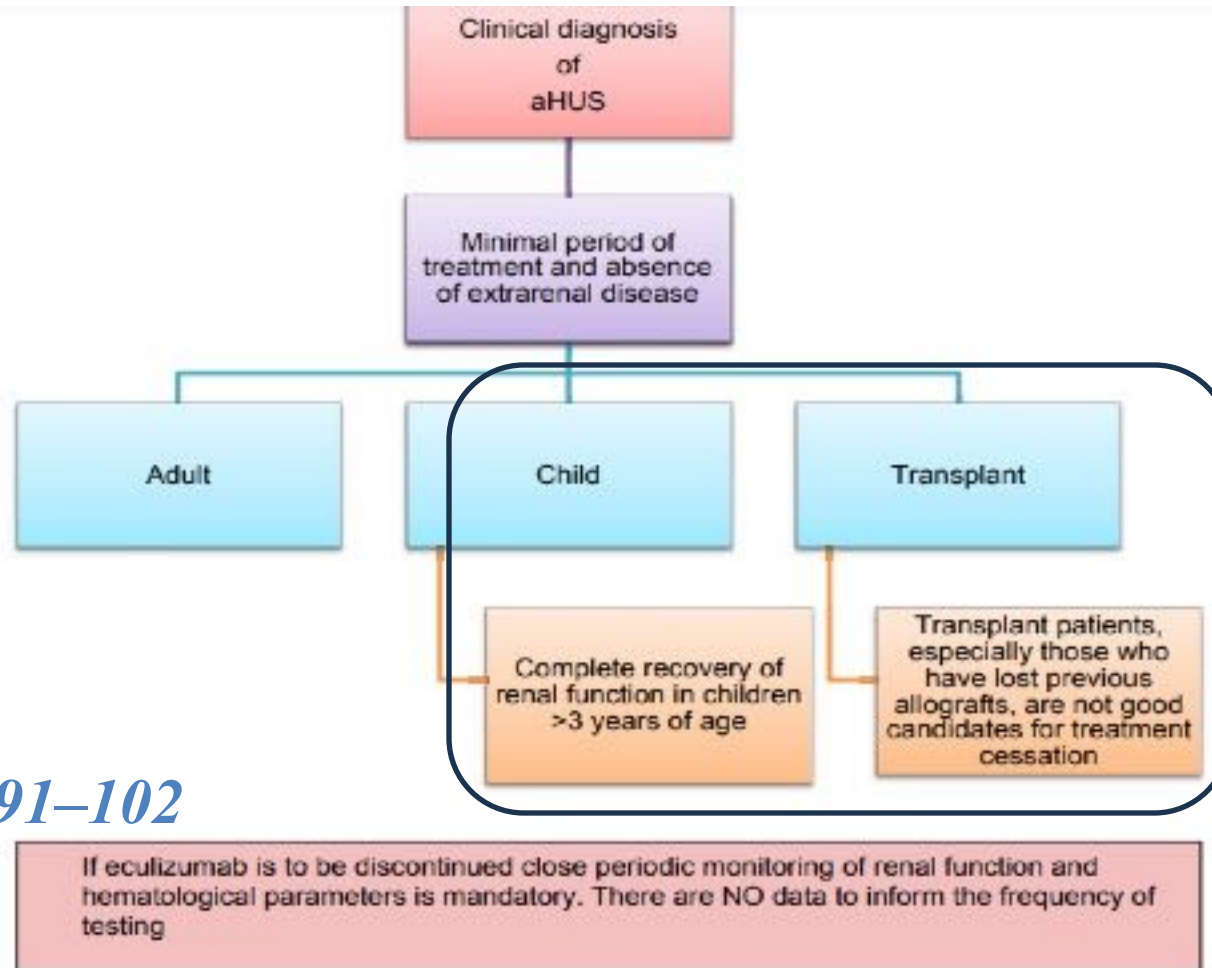 Clinical diagnosis
of
aHUS
Minimal period of
treatment and absence
of extrarenal disease
Adult
Child
Transplant
Complete recovery of
renal function in children
>3 years of age
Transplant patients,
especially those who
have lost previous
allografts, are not good
candidates for treatment
cessation
91–102
If eculizumab is to be discontinued close periodic monitoring of renal function and
hematological parameters is mandatory. There are NO data to inform the frequency of
testing